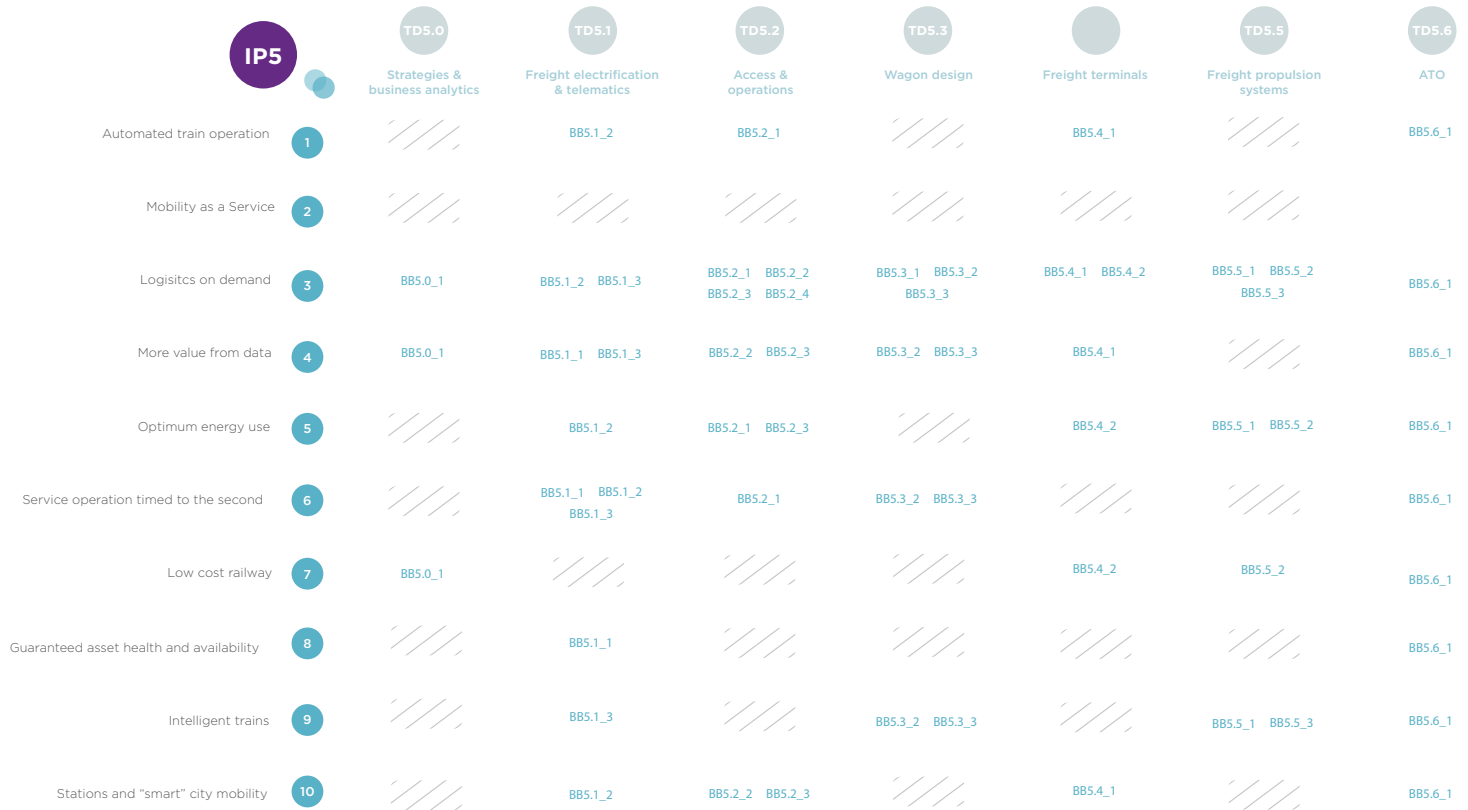 IP5
TD5.0 TD5.1 TD5.2 TD5.3 TD5.5 TD5.6
Strategies & Freight electrification Access & Wagon design Freight terminals Freight propulsion ATO
business analytics & telematics operations systems
Automated train operation 1 BB5.1_2 BB5.2_1 BB5.4_1 BB5.6_1
Mobility as a Service 2
BB5.2_1 BB5.2_2 BB5.3_1 BB5.3_2 BB5.4_1 BB5.4_2 BB5.5_1 BB5.5_2
Logisitcs on demand 3 BB5.0_1 BB5.1_2 BB5.1_3 BB5.6_1
BB5.2_3 BB5.2_4 BB5.3_3 BB5.5_3
More value from data 4 BB5.0_1 BB5.1_1 BB5.1_3 BB5.2_2 BB5.2_3 BB5.3_2 BB5.3_3 BB5.4_1 BB5.6_1
Optimum energy use 5 BB5.1_2 BB5.2_1 BB5.2_3 BB5.4_2 BB5.5_1 BB5.5_2 BB5.6_1
BB5.1_1 BB5.1_2
Service operation timed to the second 6 BB5.2_1 BB5.3_2 BB5.3_3 BB5.6_1
BB5.1_3
Low cost railway 7 BB5.0_1 BB5.4_2 BB5.5_2 BB5.6_1
Guaranteed asset health and availability 8 BB5.1_1 BB5.6_1
Intelligent trains 9 BB5.1_3 BB5.3_2 BB5.3_3 BB5.5_1 BB5.5_3 BB5.6_1
Stations and “smart” city mobility 10 BB5.1_2 BB5.2_2 BB5.2_3 BB5.4_1 BB5.6_1